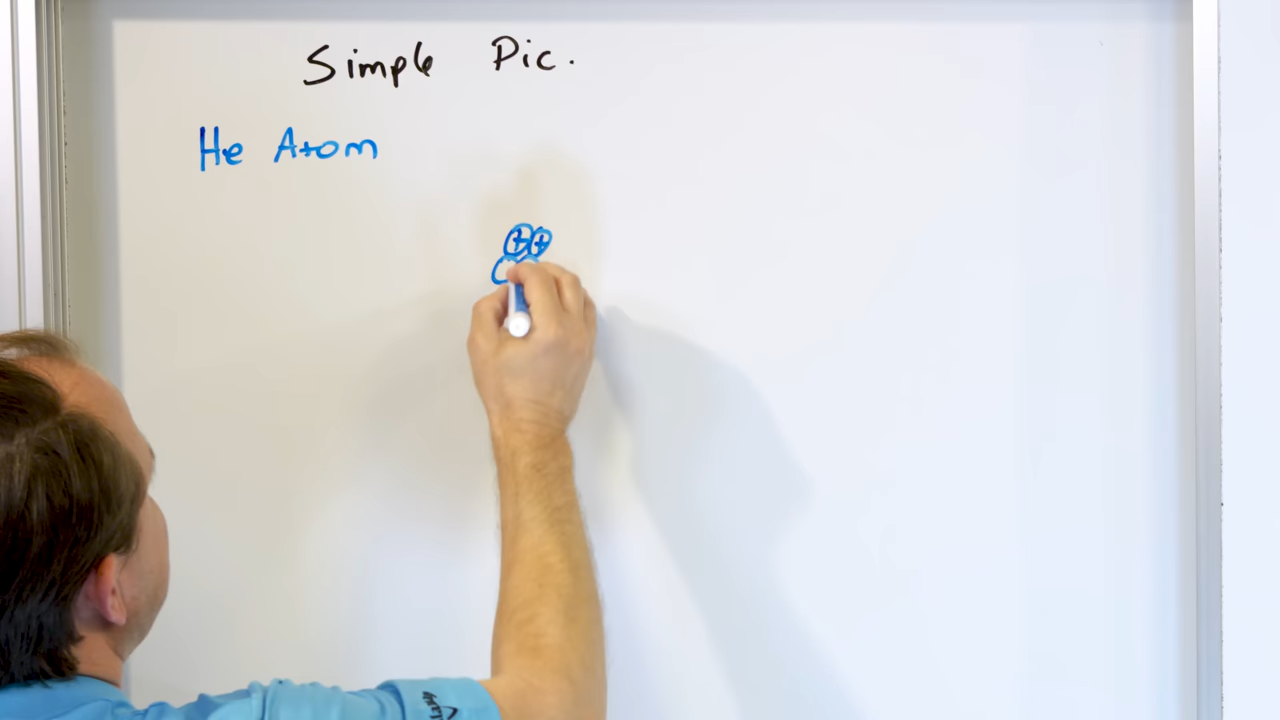 Simple Pic.
He Atom
+ +